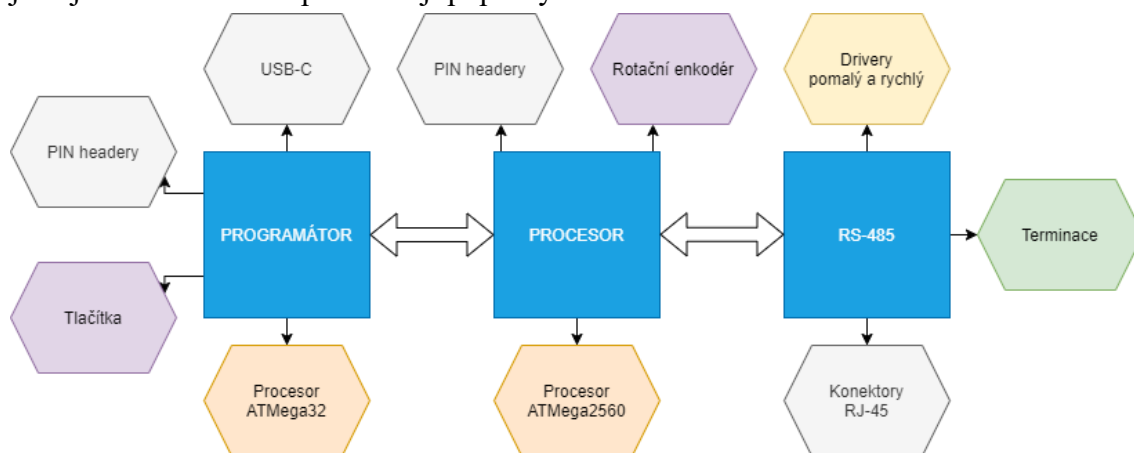 USB-C
PIN headery
Rotační enkodér
Drivery
pomalý a rychlý
PIN headery
PROGRAMÁTOR
PROCESOR
RS-485
Terminace
Tlačítka
Procesor
ATMega32
Procesor
ATMega2560
Konektory
RJ-45